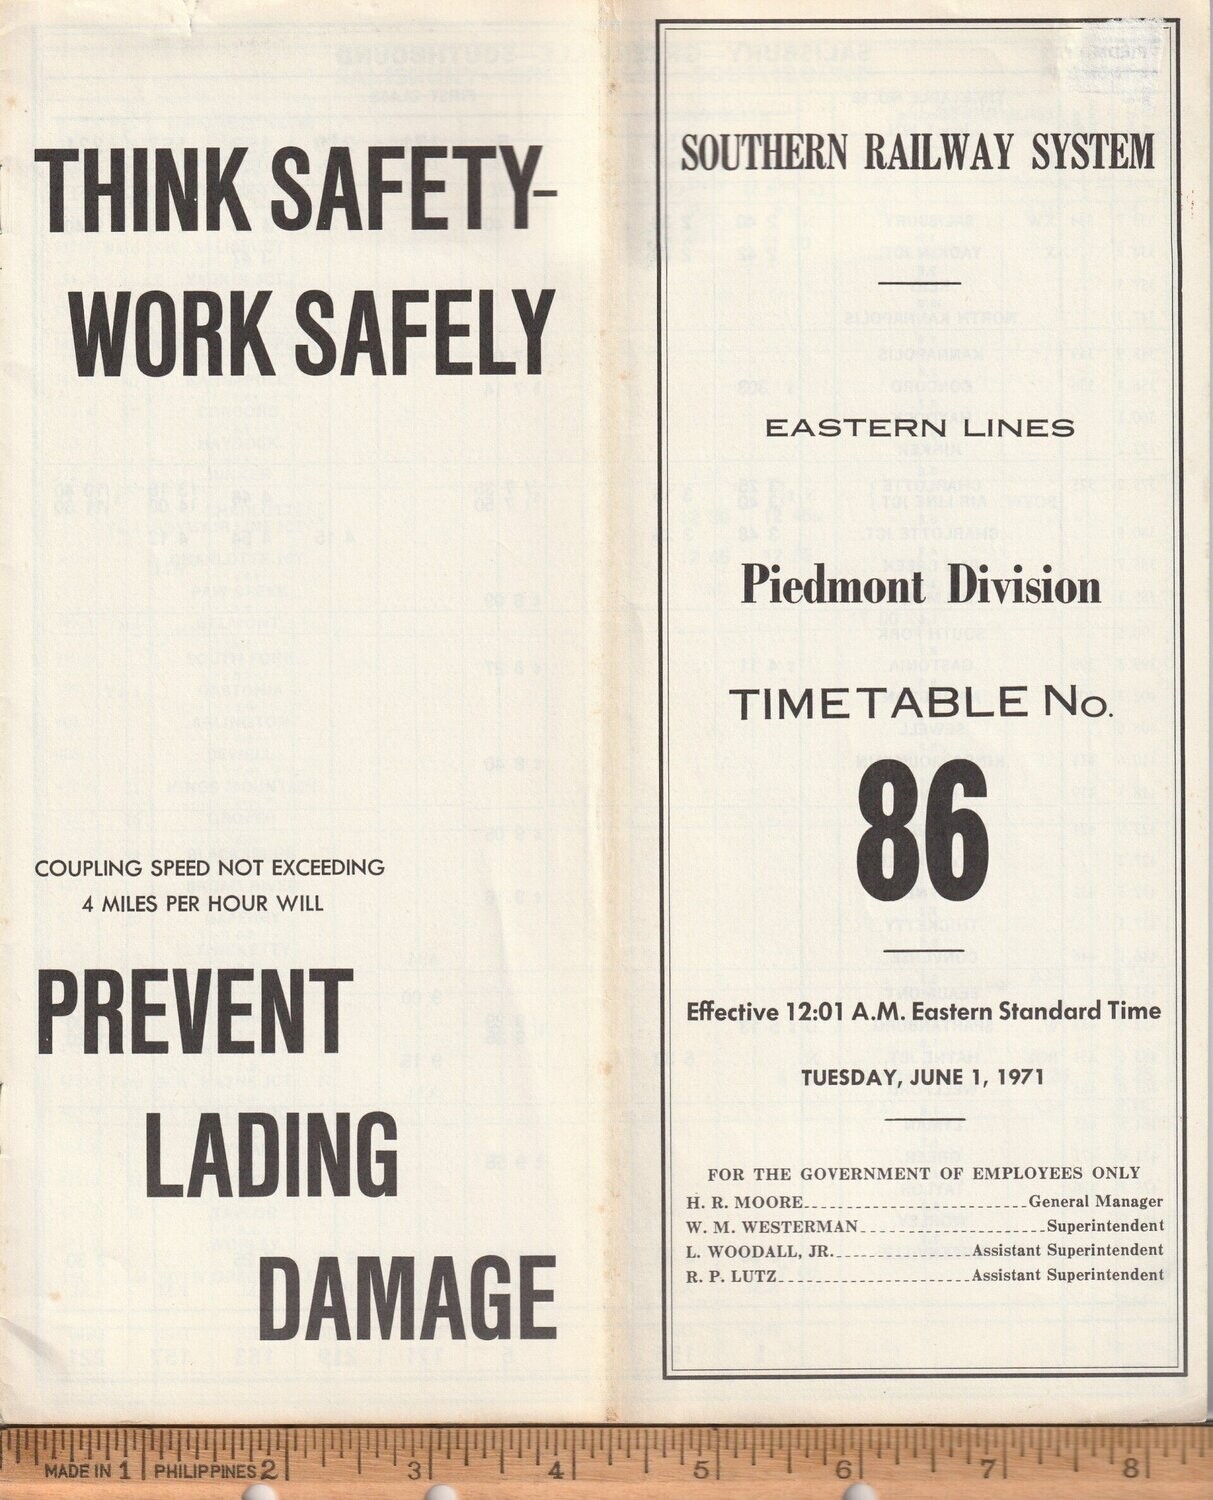 THINK SAFETY-
WORK SAFELY
COUPLING SPEED NOT EXCEEDING
4 MILES PER HOUR WILL
PREVENT
LADING
DAMAGE
SOUTHERN RAILWAY SYSTEM
EASTERN LINES
Piedmont Division
TIMETABLE No.
86
Effective 12:01 A.M. Eastern Standard Time
TUESDAY, JUNE 1, 1971
FOR THE GOVERNMENT OF EMPLOYEES ONLY
H. R. MOORE General Manager
W. M. WESTERMAN Superintendent
L. WOODALL, JR. Assistant Superintendent
R. P. LUTZ Assistant Superintendent
MADE IN 1 PHILIPPINES 2 3 4 5 6 7 8